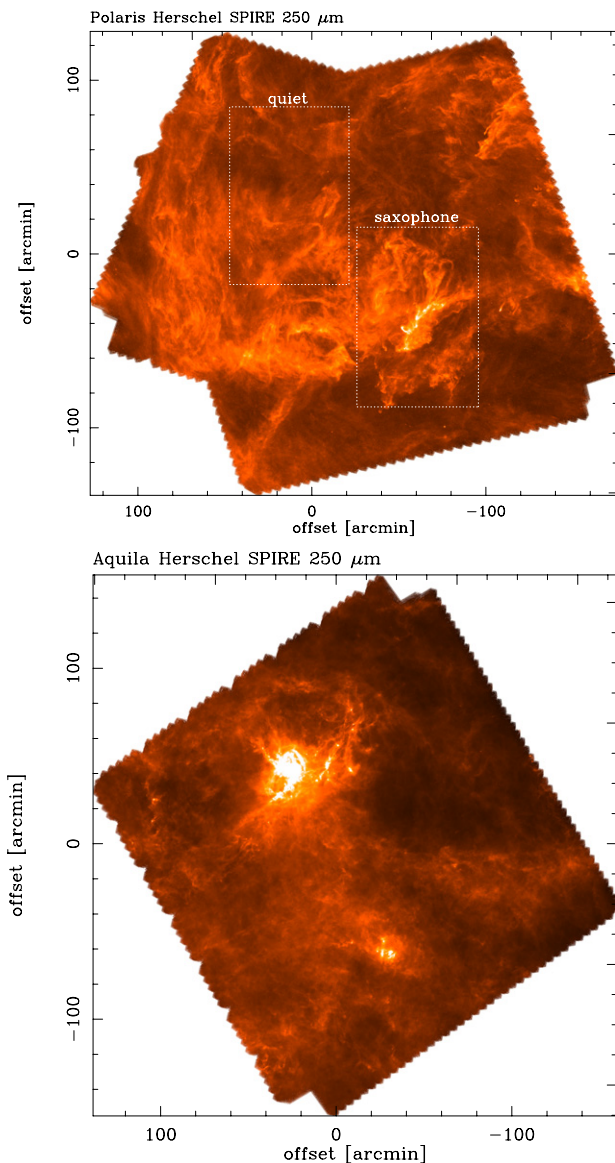 Polaris Herschel SPIRE 250 μm
100
quiet
saxophone
0
offset [arcmin]
−100
100 0 −100
offset [arcmin]
Aquila Herschel SPIRE 250 μm
100
0
offset [arcmin]
−100
100 0 −100
offset [arcmin]